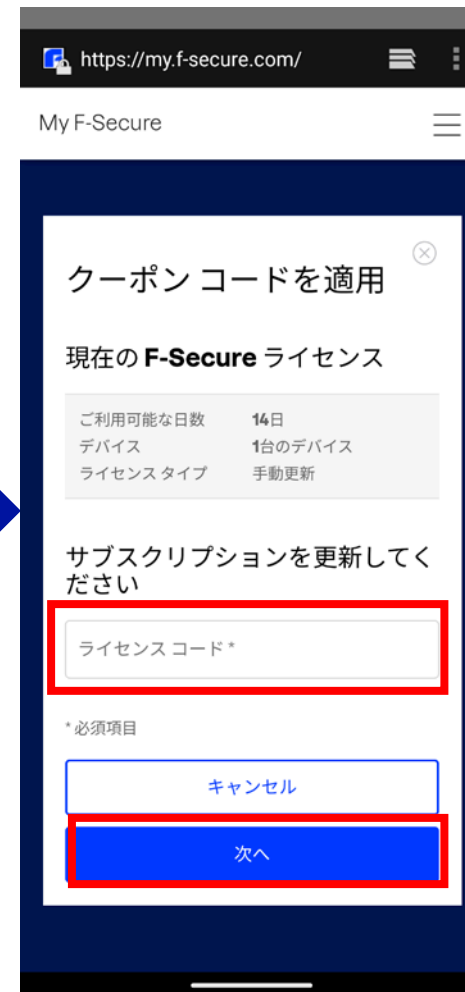 https://my.f-secure.com/
My F-Secure
クーポン コードを適用
現在の F-Secure ライセンス
ご利用可能な日数 14日
デバイス 1台のデバイス
ライセンス タイプ 手動更新
サブスクリプションを更新してく
ださい
ライセンス コード *
* 必須項目
キャンセル
次へ